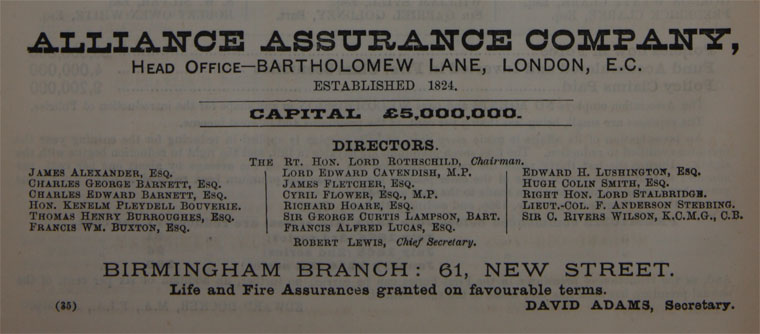 ALLIANCE ASSURANCE COMPANY,
HEAD OFFICE—BARTHOLOMEW LANE, LONDON, E.C.
ESTABLISHED 1824.
CAPITAL £5,000,000.
DIRECTORS.
THE RT. HON. LORD ROTHSCHILD, Chairman.
JAMES ALEXANDER, ESQ.
CHARLES GEORGE BARNETT, ESQ.
CHARLES EDWARD BARNETT, ESQ.
HON. KENELM PLEYDELL BOUVERIE.
THOMAS HENRY BURROUGHES, ESQ.
FRANCIS WM. BUXTON, ESQ.
LORD EDWARD CAVENDISH, M.P.
JAMES FLETCHER, ESQ.
CYRIL FLOWER, ESQ., M.P.
RICHARD HOARE, ESQ.
SIR GEORGE CURTIS LAMPSON, BART.
FRANCIS ALFRED LUCAS, ESQ.
EDWARD H. LUSHINGTON, ESQ.
HUGH COLIN SMITH, ESQ.
RIGHT HON. LORD STALBRIDGE.
LIEUT.-COL. F. ANDERSON STEBBING.
SIR C. RIVERS WILSON, K.C.M.G., C.B.
ROBERT LEWIS, Chief Secretary.
BIRMINGHAM BRANCH: 61, NEW STREET.
Life and Fire Assurances granted on favourable terms.
(35) DAVID ADAMS, Secretary.